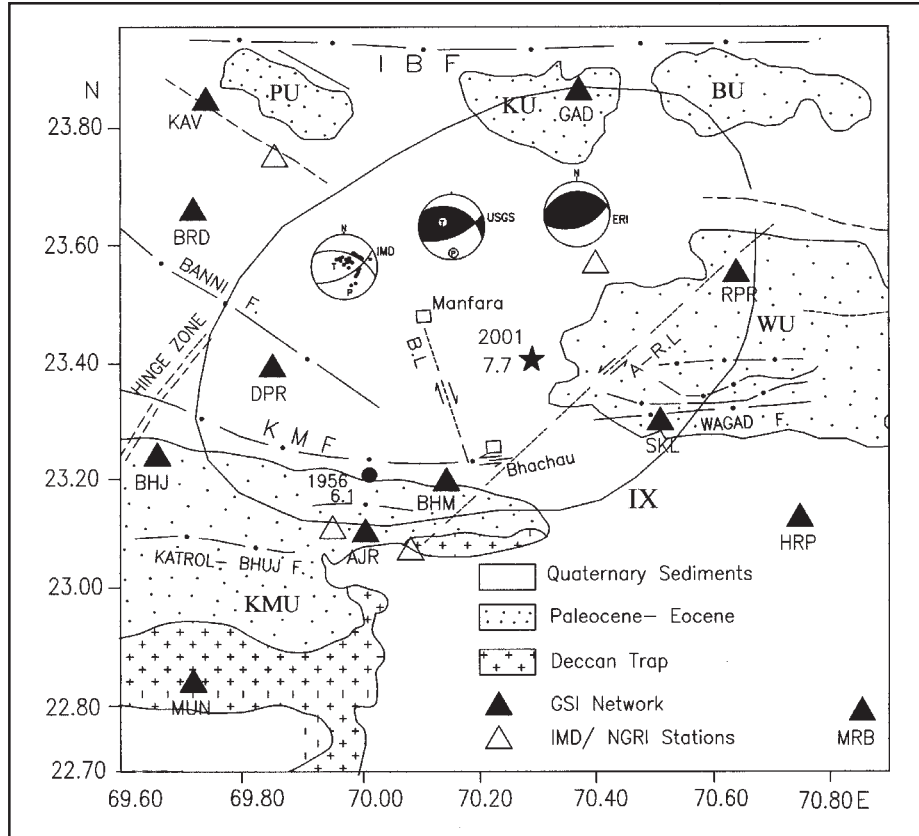 I B F
N
PU
KU
BU
KAV
GAD
23.80
N
USGS
T
P
N
ERI
BRD
23.60
N
IMD
T
P
BANNI F.
RPR
Manfara
WU
HINGE ZONE
2001
7.7
B.L
A-R.L
23.40
DPR
K M F
WAGAD F.
SKL
Bhachau
BHJ
1956
6.1
23.20
BHM
IX
HRP
AJR
KATROL- BHUJ F.
23.00
KMU
Quaternary Sediments
Paleocene- Eocene
Deccan Trap
GSI Network
IMD/ NGRI Stations
MUN
MRB
22.80
22.70
69.60 69.80 70.00 70.20 70.40 70.60 70.80 E